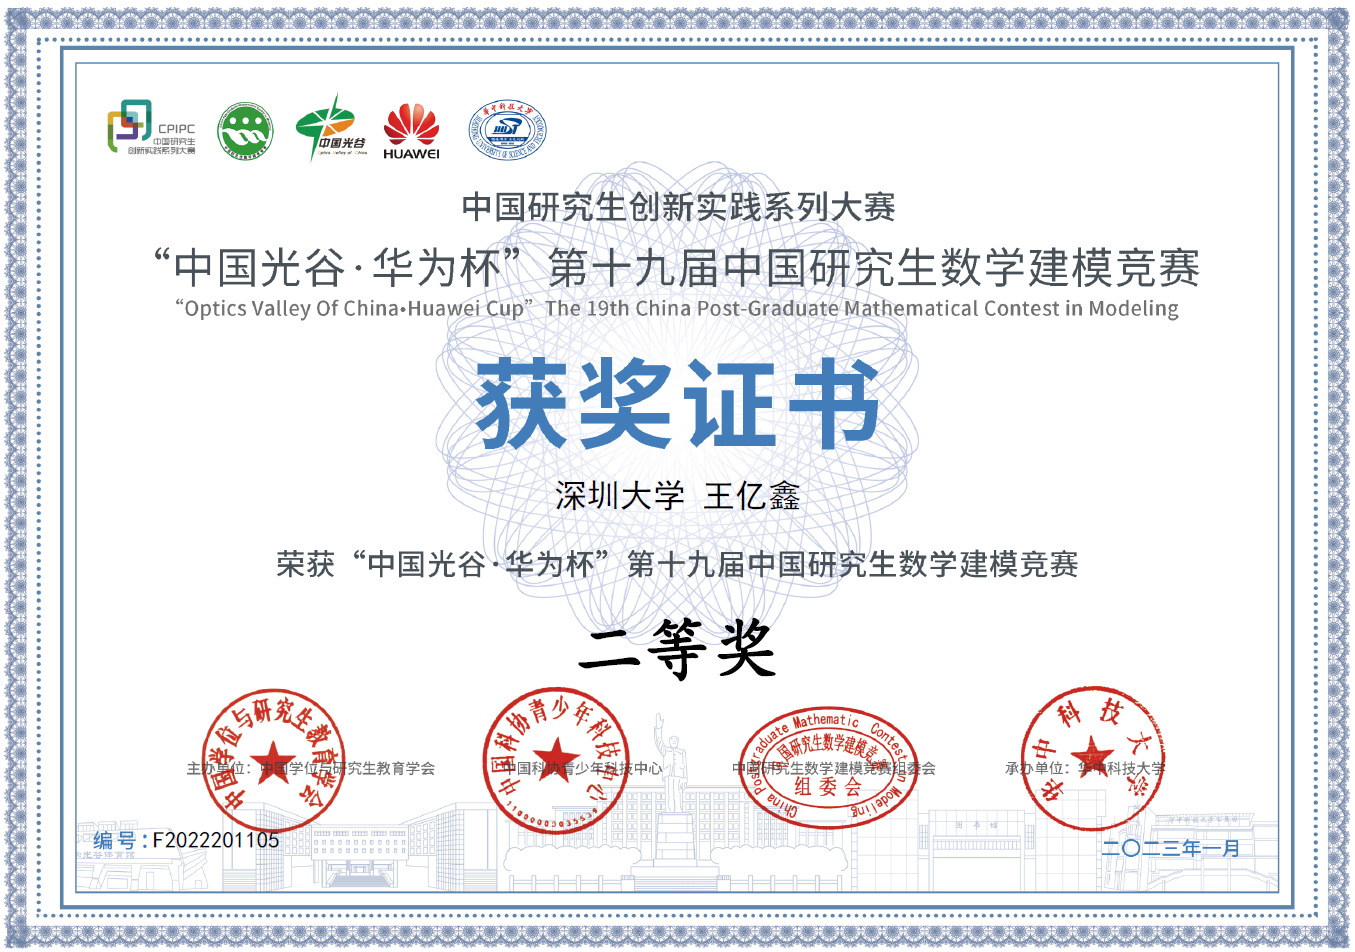 CPIPC
中国研究生
创新实践系列大赛
中国光谷
Optics Valley of China
HUAWEI
华中科技大学
HUAZHONG UNIVERSITY OF SCIENCE AND TECHNOLOGY
中国研究生创新实践系列大赛
“中国光谷·华为杯”第十九届中国研究生数学建模竞赛
“Optics Valley Of China•Huawei Cup” The 19th China Post-Graduate Mathematical Contest in Modeling
获奖证书
深圳大学 王亿鑫
荣获“中国光谷·华为杯”第十九届中国研究生数学建模竞赛
二等奖
中国学位与研究生教育学会
中国科协青少年科技中心
China Postgraduate Mathematic Contest in Modeling
中国研究生数学建模竞赛
组委会
华中科技大学
主办单位：中国学位与研究生教育学会
中国科协青少年科技中心
中国研究生数学建模竞赛组委会
承办单位：华中科技大学
编号：F2022201105
二〇二三年一月